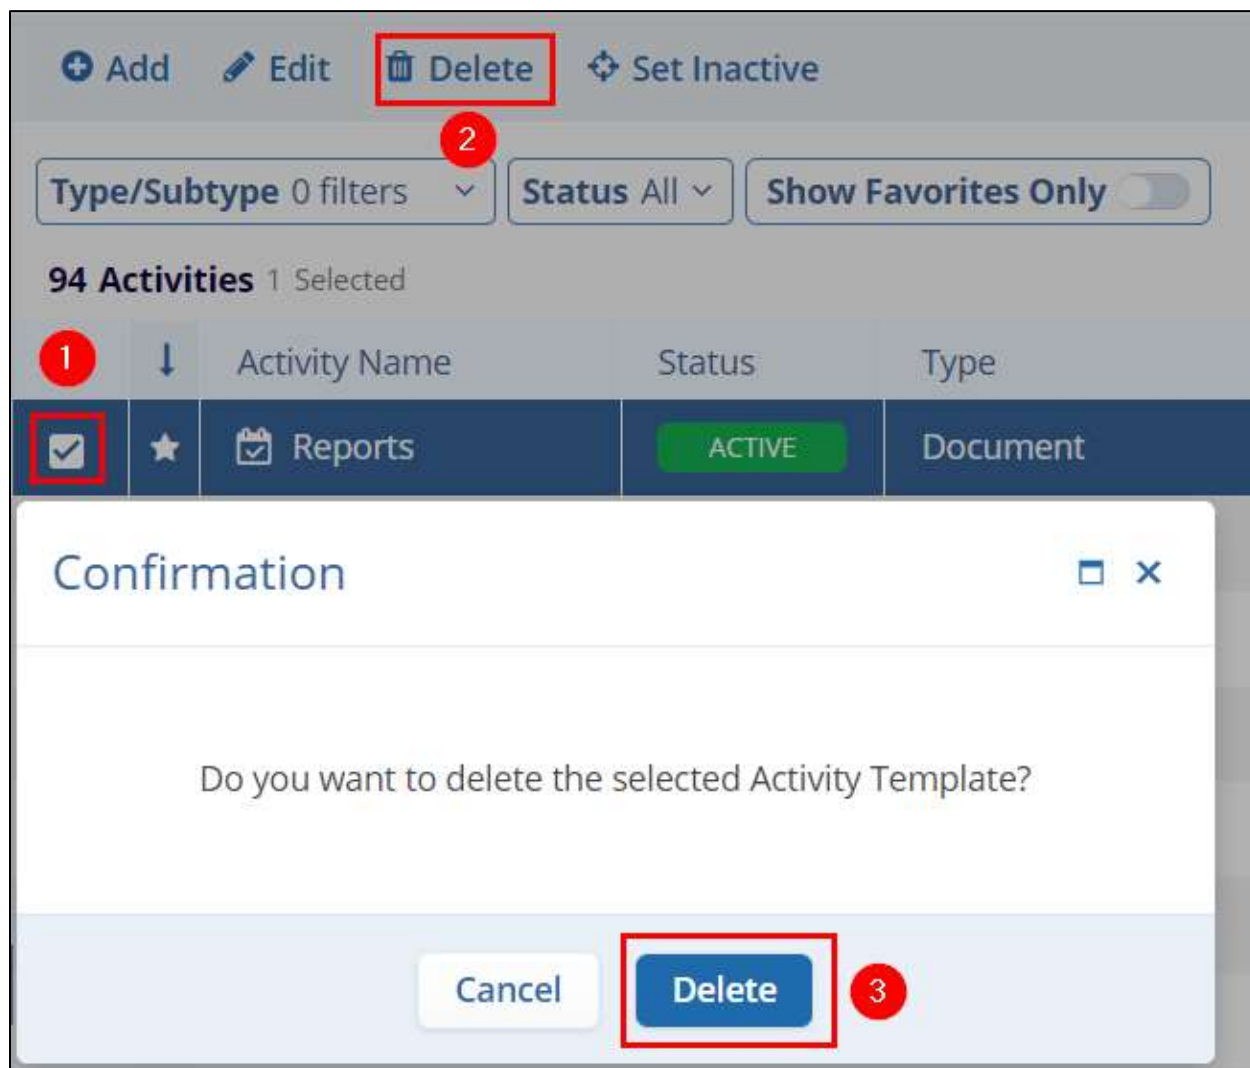 Add Edit Delete Set Inactive
2
Type/Subtype 0 filters Status All Show Favorites Only
94 Activities 1 Selected
1 Activity Name Status Type
Reports ACTIVE Document
Confirmation
Do you want to delete the selected Activity Template?
Cancel Delete 3